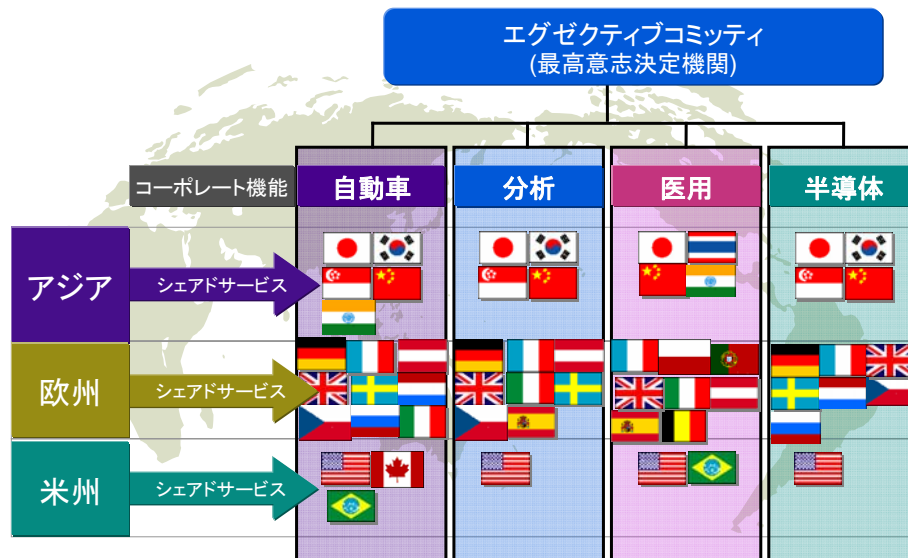 エグゼクティブコミッティ
(最高意志決定機関)
コーポレート機能
自動車
分析
医用
半導体
アジア
シェアドサービス
欧州
シェアドサービス
米州
シェアドサービス